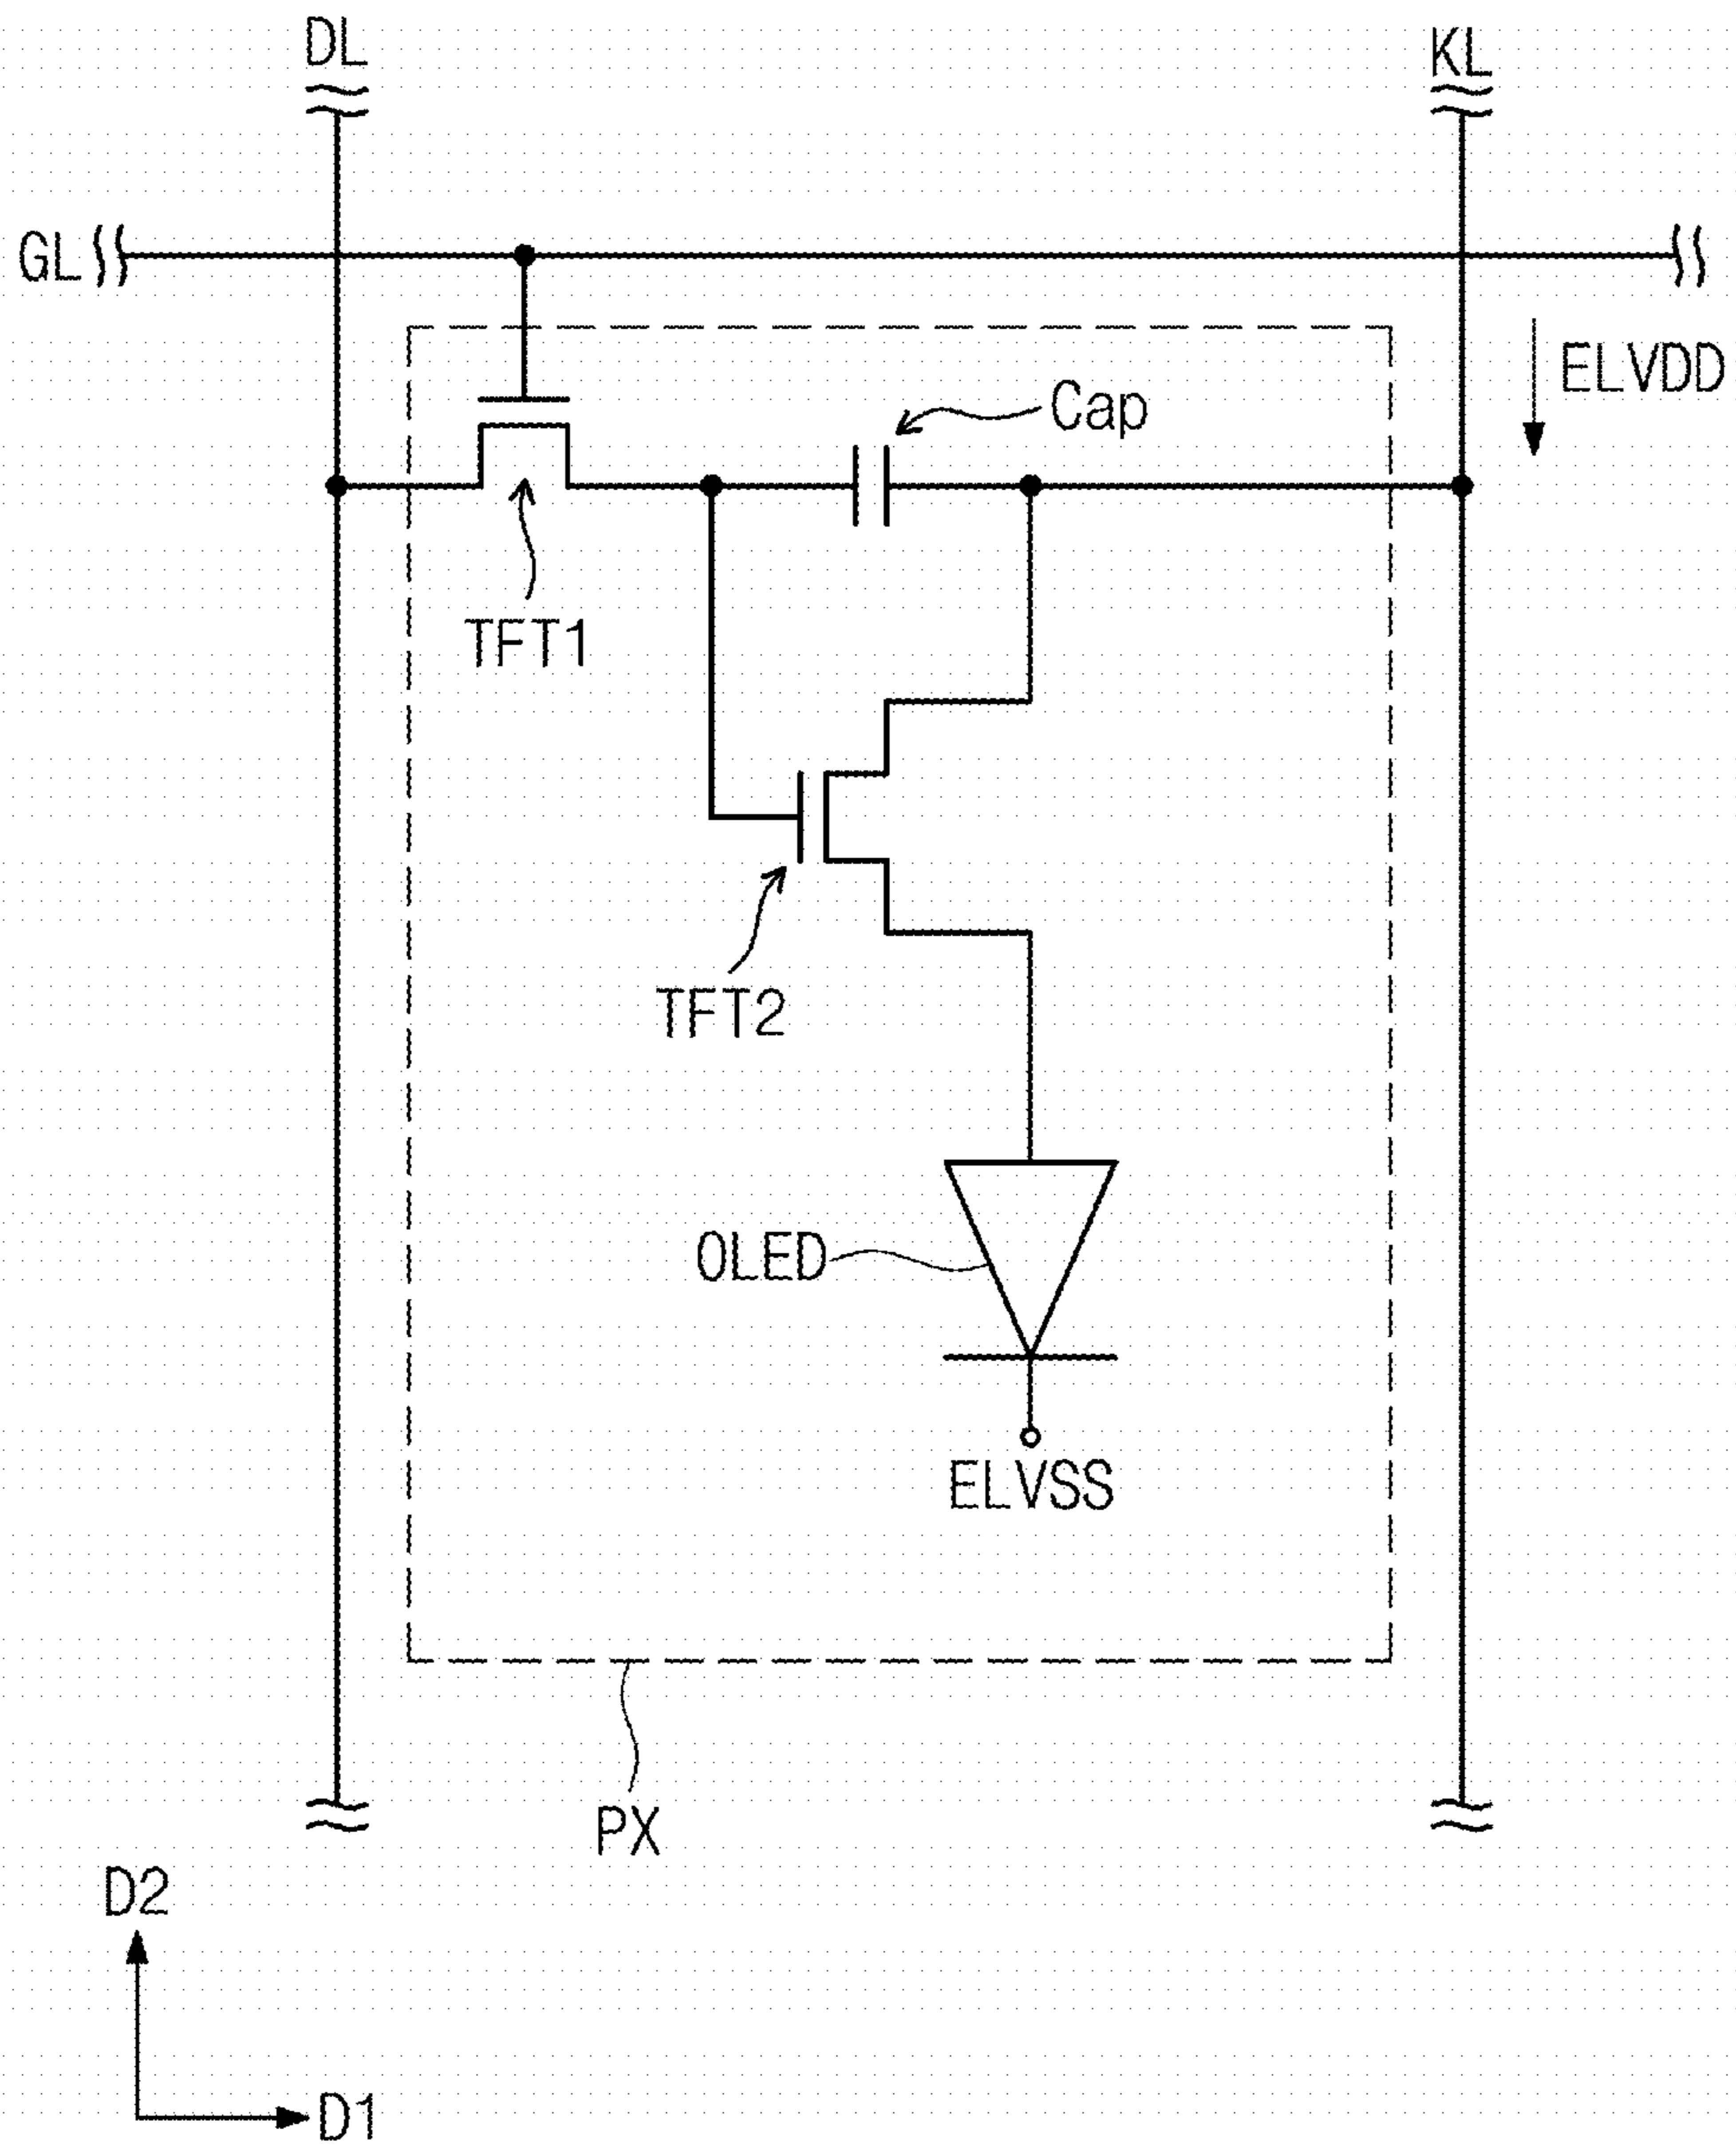 DL
KL
GL
ELVDD
Cap
TFT1
TFT2
OLED
ELVSS
PX
D2
D1